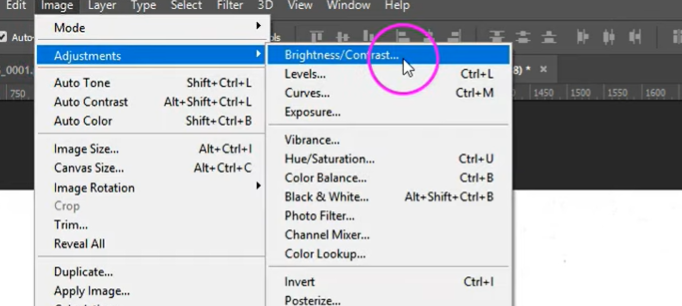 Edit Image Layer Type Select Filter 3D View Window Help
Mode
Adjustments
Auto Tone Shift+Ctrl+L
Auto Contrast Alt+Shift+Ctrl+L
Auto Color Shift+Ctrl+B
Image Size... Alt+Ctrl+I
Canvas Size... Alt+Ctrl+C
Image Rotation
Crop
Trim...
Reveal All
Duplicate...
Apply Image...
Brightness/Contrast...
Levels... Ctrl+L
Curves... Ctrl+M
Exposure...
Vibrance...
Hue/Saturation... Ctrl+U
Color Balance... Ctrl+B
Black & White... Alt+Shift+Ctrl+B
Photo Filter...
Channel Mixer...
Color Lookup...
Invert Ctrl+I
Posterize...
Auto
_0001.
8) *
750
1450 1500 1550 1600